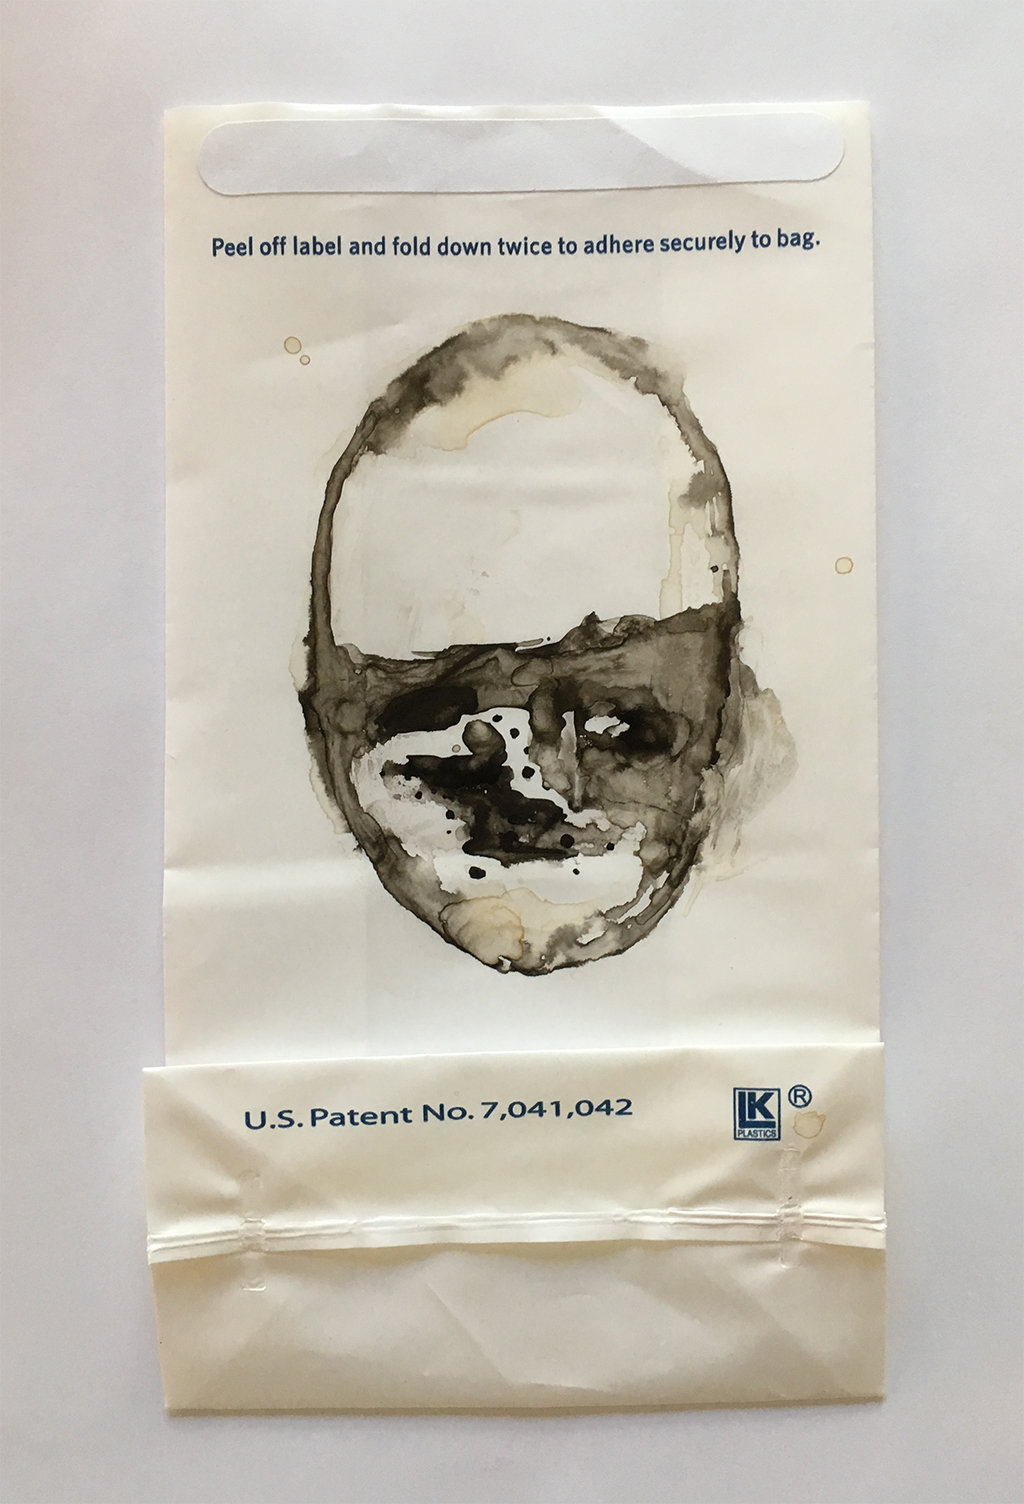 Peel off label and fold down twice to adhere securely to bag.
U.S. Patent No. 7,041,042
LK ®
PLASTICS